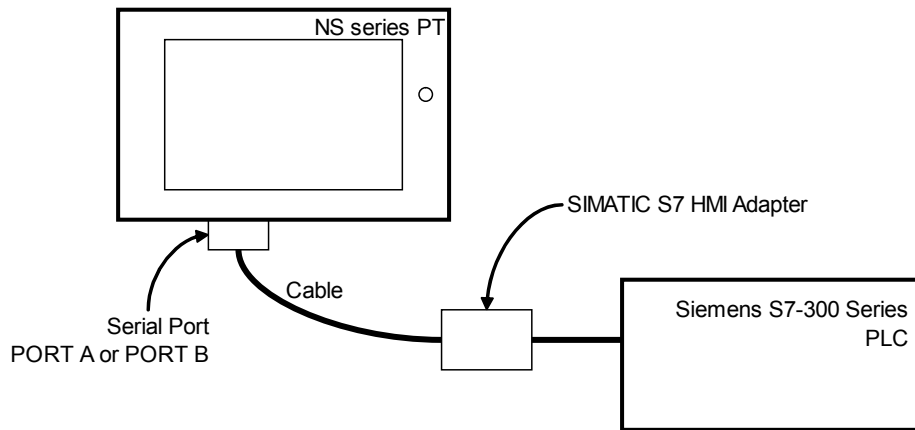 NS series PT
SIMATIC S7 HMI Adapter
Cable
Siemens S7-300 Series
PLC
Serial Port
PORT A or PORT B